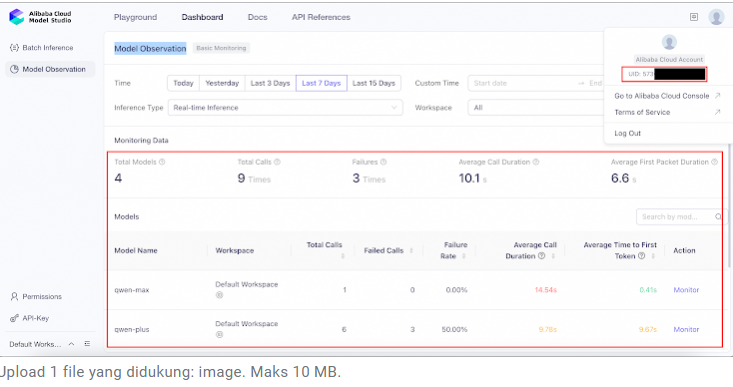 Alibaba Cloud
Model Studio
Playground
Dashboard
Docs
API References
Batch Inference
Model Observation
Model Observation
Basic Monitoring
Alibaba Cloud Account
UID: 573
Go to Alibaba Cloud Console
Terms of Service
Log Out
Time
Today
Yesterday
Last 3 Days
Last 7 Days
Last 15 Days
Custom Time
Start date
→
End
Inference Type
Real-time Inference
Workspace
All
Monitoring Data
Total Models
4
Total Calls
9 Times
Failures
3 Times
Average Call Duration
10.1 s
Average First Packet Duration
6.6 s
Models
Search by mod...
Model Name
Workspace
Total Calls
Failed Calls
Failure Rate
Average Call Duration
Average Time to First Token
Action
qwen-max
Default Workspace
1
0
0.00%
14.54s
0.41s
Monitor
qwen-plus
Default Workspace
6
3
50.00%
9.78s
9.67s
Monitor
Permissions
API-Key
Default Works...
Upload 1 file yang didukung: image. Maks 10 MB.